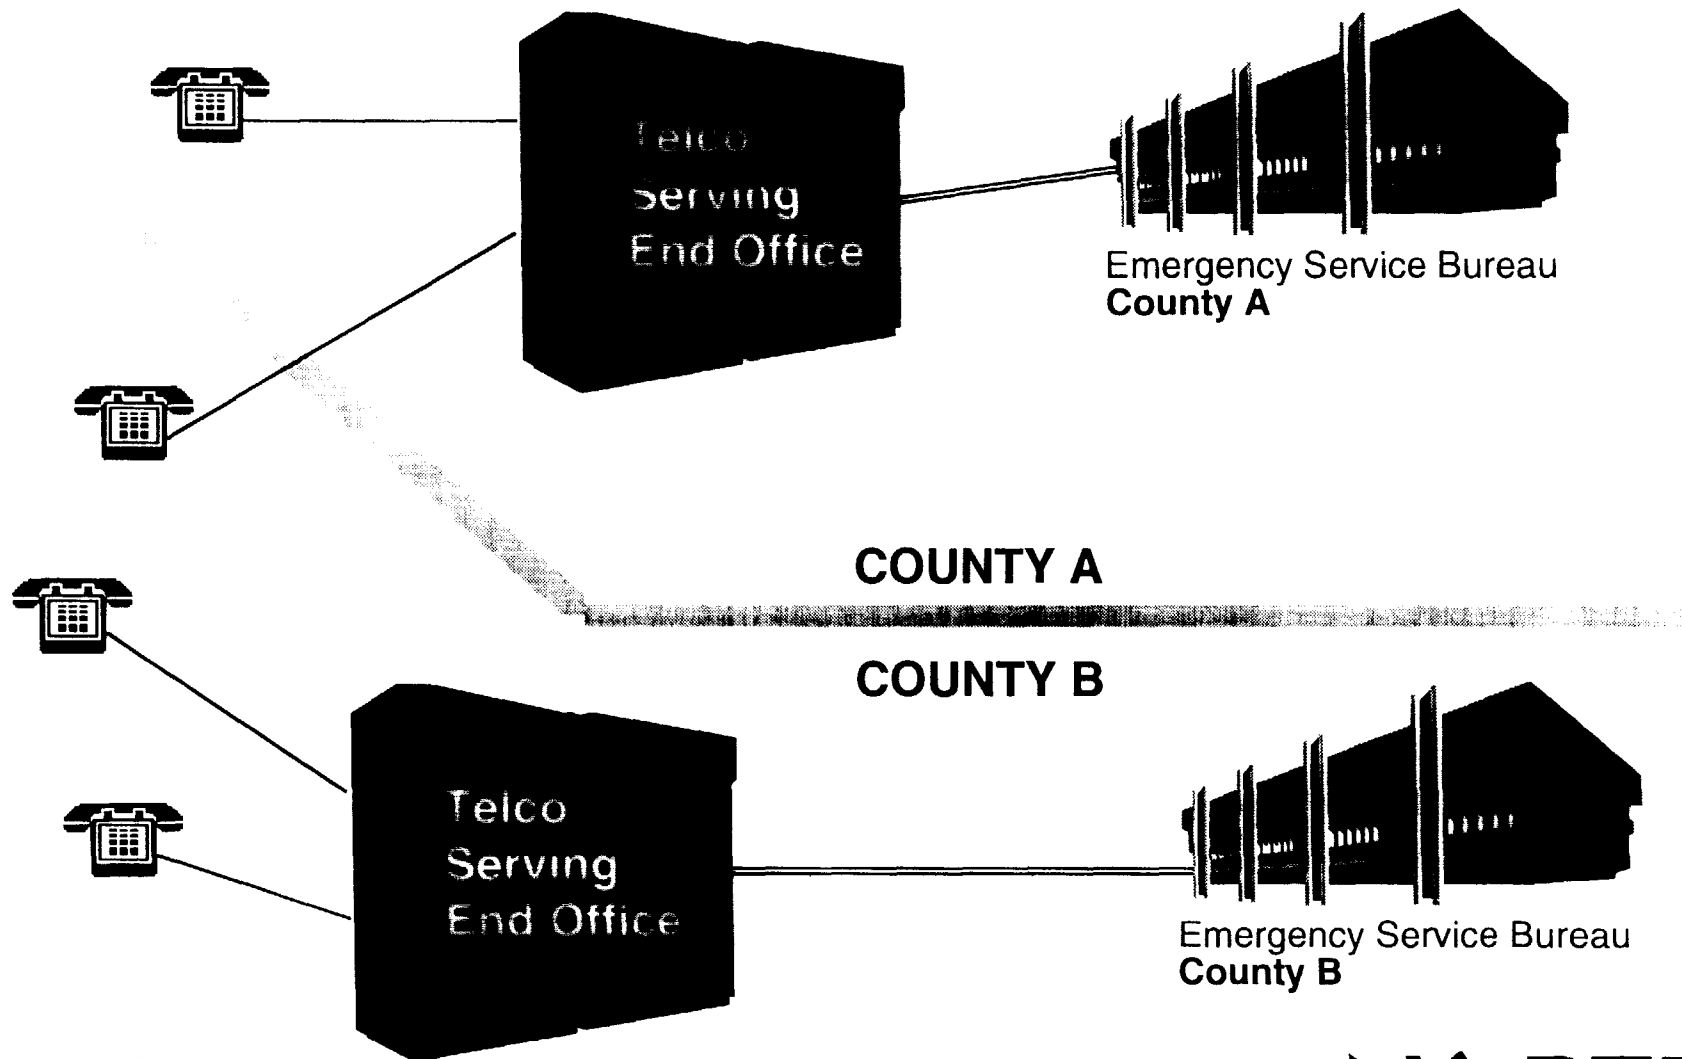 Telco
Serving
End Office
Emergency Service Bureau
County A
COUNTY A
COUNTY B
Telco
Serving
End Office
Emergency Service Bureau
County B